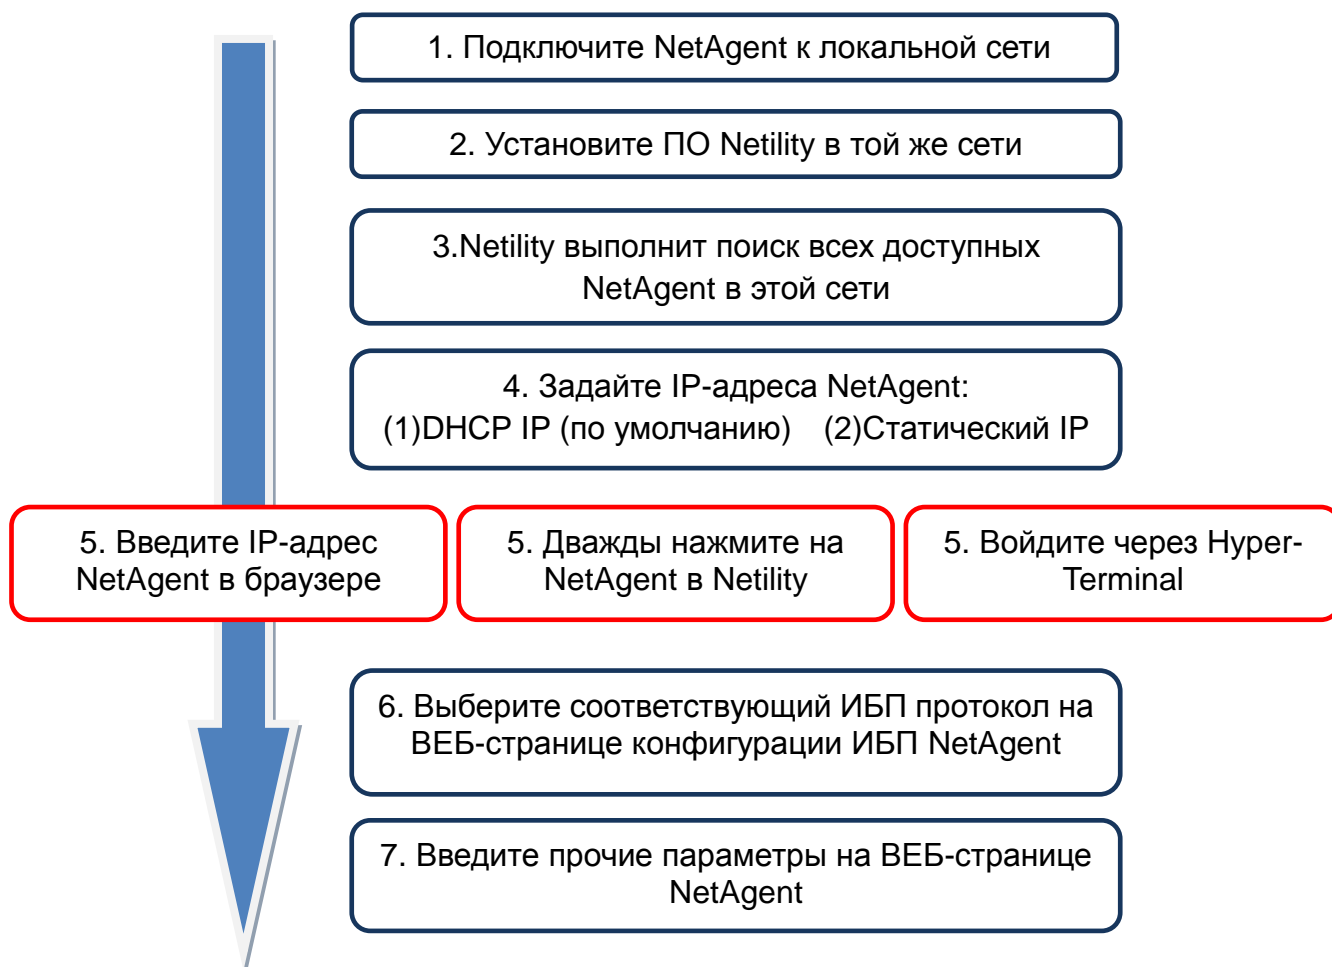 1. Подключите NetAgent к локальной сети
2. Установите ПО Netility в той же сети
3.Netility выполнит поиск всех доступных
NetAgent в этой сети
4. Задайте IP-адреса NetAgent:
(1)DHCP IP (по умолчанию) (2)Статический IP
5. Введите IP-адрес
NetAgent в браузере
5. Дважды нажмите на
NetAgent в Netility
5. Войдите через Hyper-
Terminal
6. Выберите соответствующий ИБП протокол на
ВЕБ-странице конфигурации ИБП NetAgent
7. Введите прочие параметры на ВЕБ-странице
NetAgent